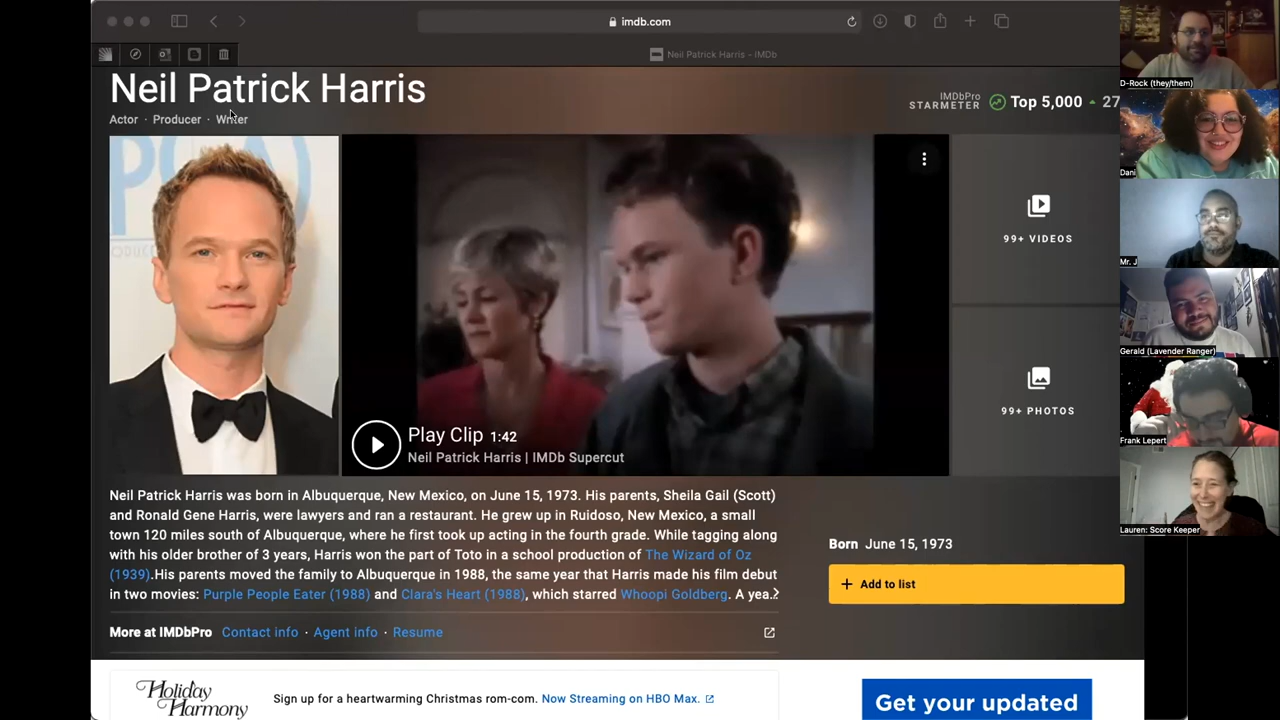 imdb.com
Neil Patrick Harris - IMDb
Neil Patrick Harris
Actor · Producer · Writer
IMDbPro
STARMETER
Top 5,000
27
Play Clip 1:42
Neil Patrick Harris | IMDb Supercut
99+ VIDEOS
99+ PHOTOS
Neil Patrick Harris was born in Albuquerque, New Mexico, on June 15, 1973. His parents, Sheila Gail (Scott)
and Ronald Gene Harris, were lawyers and ran a restaurant. He grew up in Ruidoso, New Mexico, a small
town 120 miles south of Albuquerque, where he first took up acting in the fourth grade. While tagging along
with his older brother of 3 years, Harris won the part of Toto in a school production of The Wizard of Oz
(1939).His parents moved the family to Albuquerque in 1988, the same year that Harris made his film debut
in two movies: Purple People Eater (1988) and Clara's Heart (1988), which starred Whoopi Goldberg. A yea..
Born June 15, 1973
+ Add to list
More at IMDbPro Contact info · Agent info · Resume
Holiday
Harmony
Sign up for a heartwarming Christmas rom-com. Now Streaming on HBO Max.
Get your updated
D-Rock (they/them)
Dani
Mr. J
Gerald (Lavender Ranger)
Frank Lepert
Lauren: Score Keeper